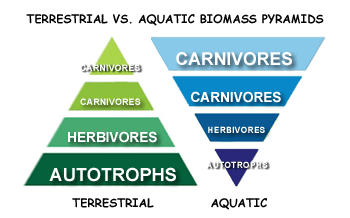 TERRESTRIAL VS. AQUATIC BIOMASS PYRAMIDS
CARNIVORES
CARNIVORES
HERBIVORES
AUTOTROPHS
TERRESTRIAL
CARNIVORES
CARNIVORES
HERBIVORES
AUTOTROPHS
AQUATIC